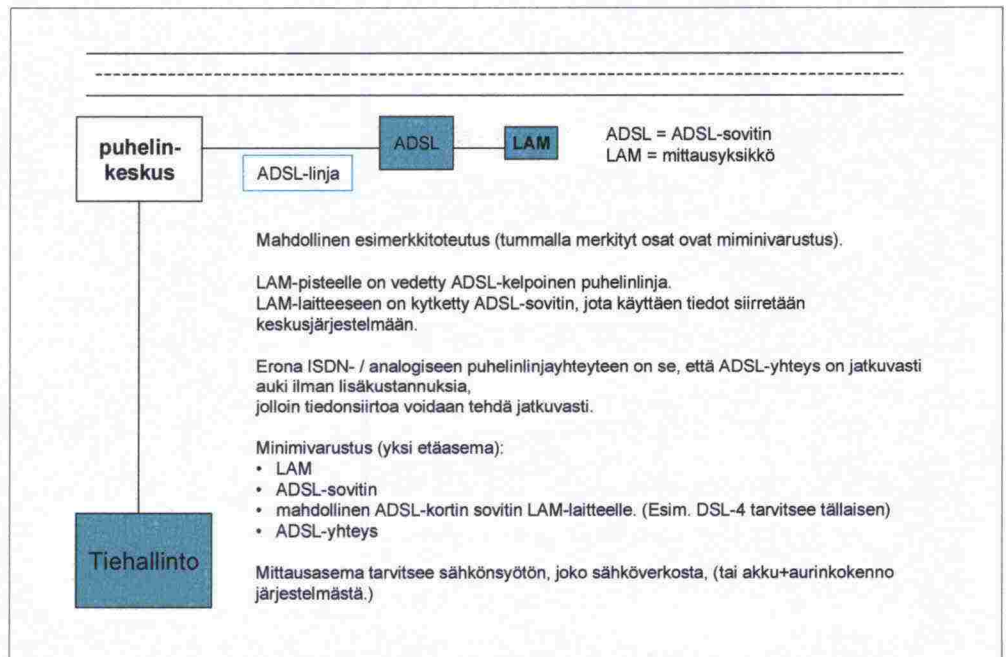 puhelin-
keskus
ADSL-linja
ADSL
LAM
ADSL = ADSL-sovitin
LAM = mittausyksikkö
Mahdollinen esimerkkitoteutus (tummalla merkityt osat ovat miminivarustus).
LAM-pisteelle on vedetty ADSL-kelpoinen puhelinlinja.
LAM-laitteeseen on kytketty ADSL-sovitin, jota käyttäen tiedot siirretään
keskusjärjestelmään.
Erona ISDN- / analogiseen puhelinlinjayhteyteen on se, että ADSL-yhteys on jatkuvasti
auki ilman lisäkustannuksia,
jolloin tiedonsiirtoa voidaan tehdä jatkuvasti.
Minimivarustus (yksi etäasema):
• LAM
• ADSL-sovitin
• mahdollinen ADSL-kortin sovitin LAM-laitteelle. (Esim. DSL-4 tarvitsee tällaisen)
• ADSL-yhteys
Tiehallinto
Mittausasema tarvitsee sähkönsyötön, joko sähköverkosta, (tai akku+aurinkokenno
järjestelmästä.)